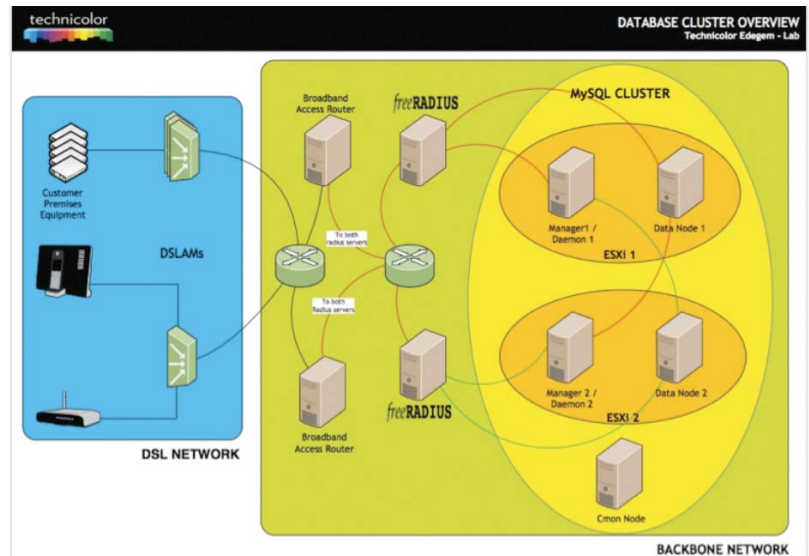 technicolor
DATABASE CLUSTER OVERVIEW
Technicolor Edegem - Lab
Customer
Premises
Equipment
DSLAMs
DSL NETWORK
Broadband
Access Router
freeRADIUS
MySQL CLUSTER
To both
radius servers
To both
Radius servers
Manager1 /
Daemon 1
Data Node 1
ESXi 1
Manager 2 /
Daemon 2
Data Node 2
ESXi 2
Broadband
Access Router
freeRADIUS
Cmon Node
BACKBONE NETWORK